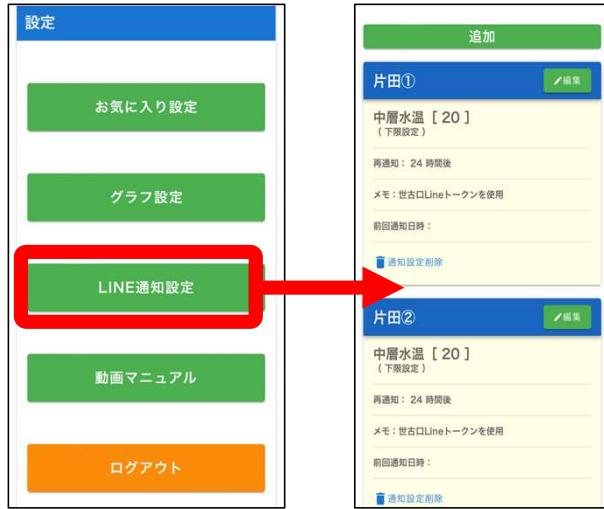 設定
お気に入り設定
グラフ設定
LINE通知設定
動画マニュアル
ログアウト
追加
片田①
編集
中層水温 [ 20 ]
(下限設定)
再通知: 24 時間後
メモ:世古口Lineトークンを使用
前回通知日時:
通知設定削除
片田②
編集
中層水温 [ 20 ]
(下限設定)
再通知: 24 時間後
メモ:世古口Lineトークンを使用
前回通知日時:
通知設定削除